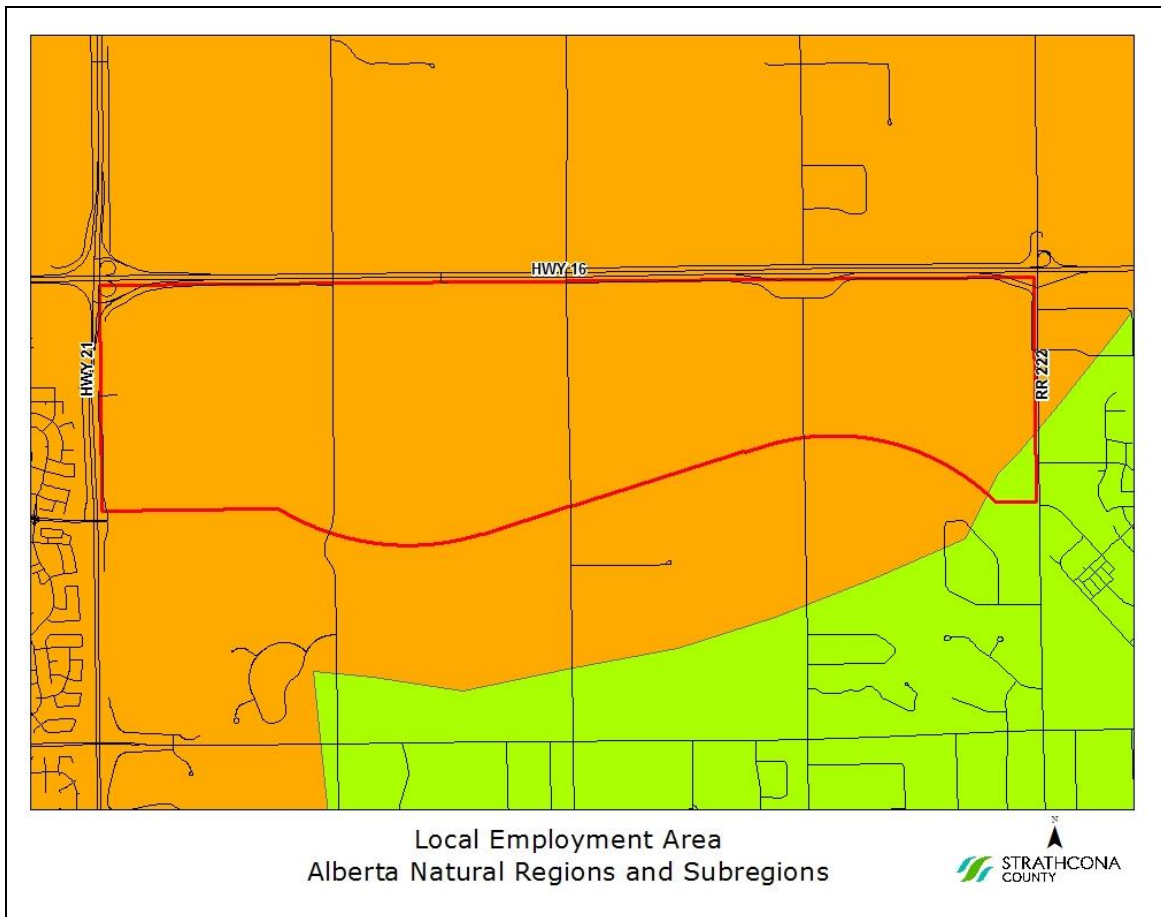 HWY 16
HWY 21
RR 222
Local Employment Area
Alberta Natural Regions and Subregions
N
STRATHCONA
COUNTY